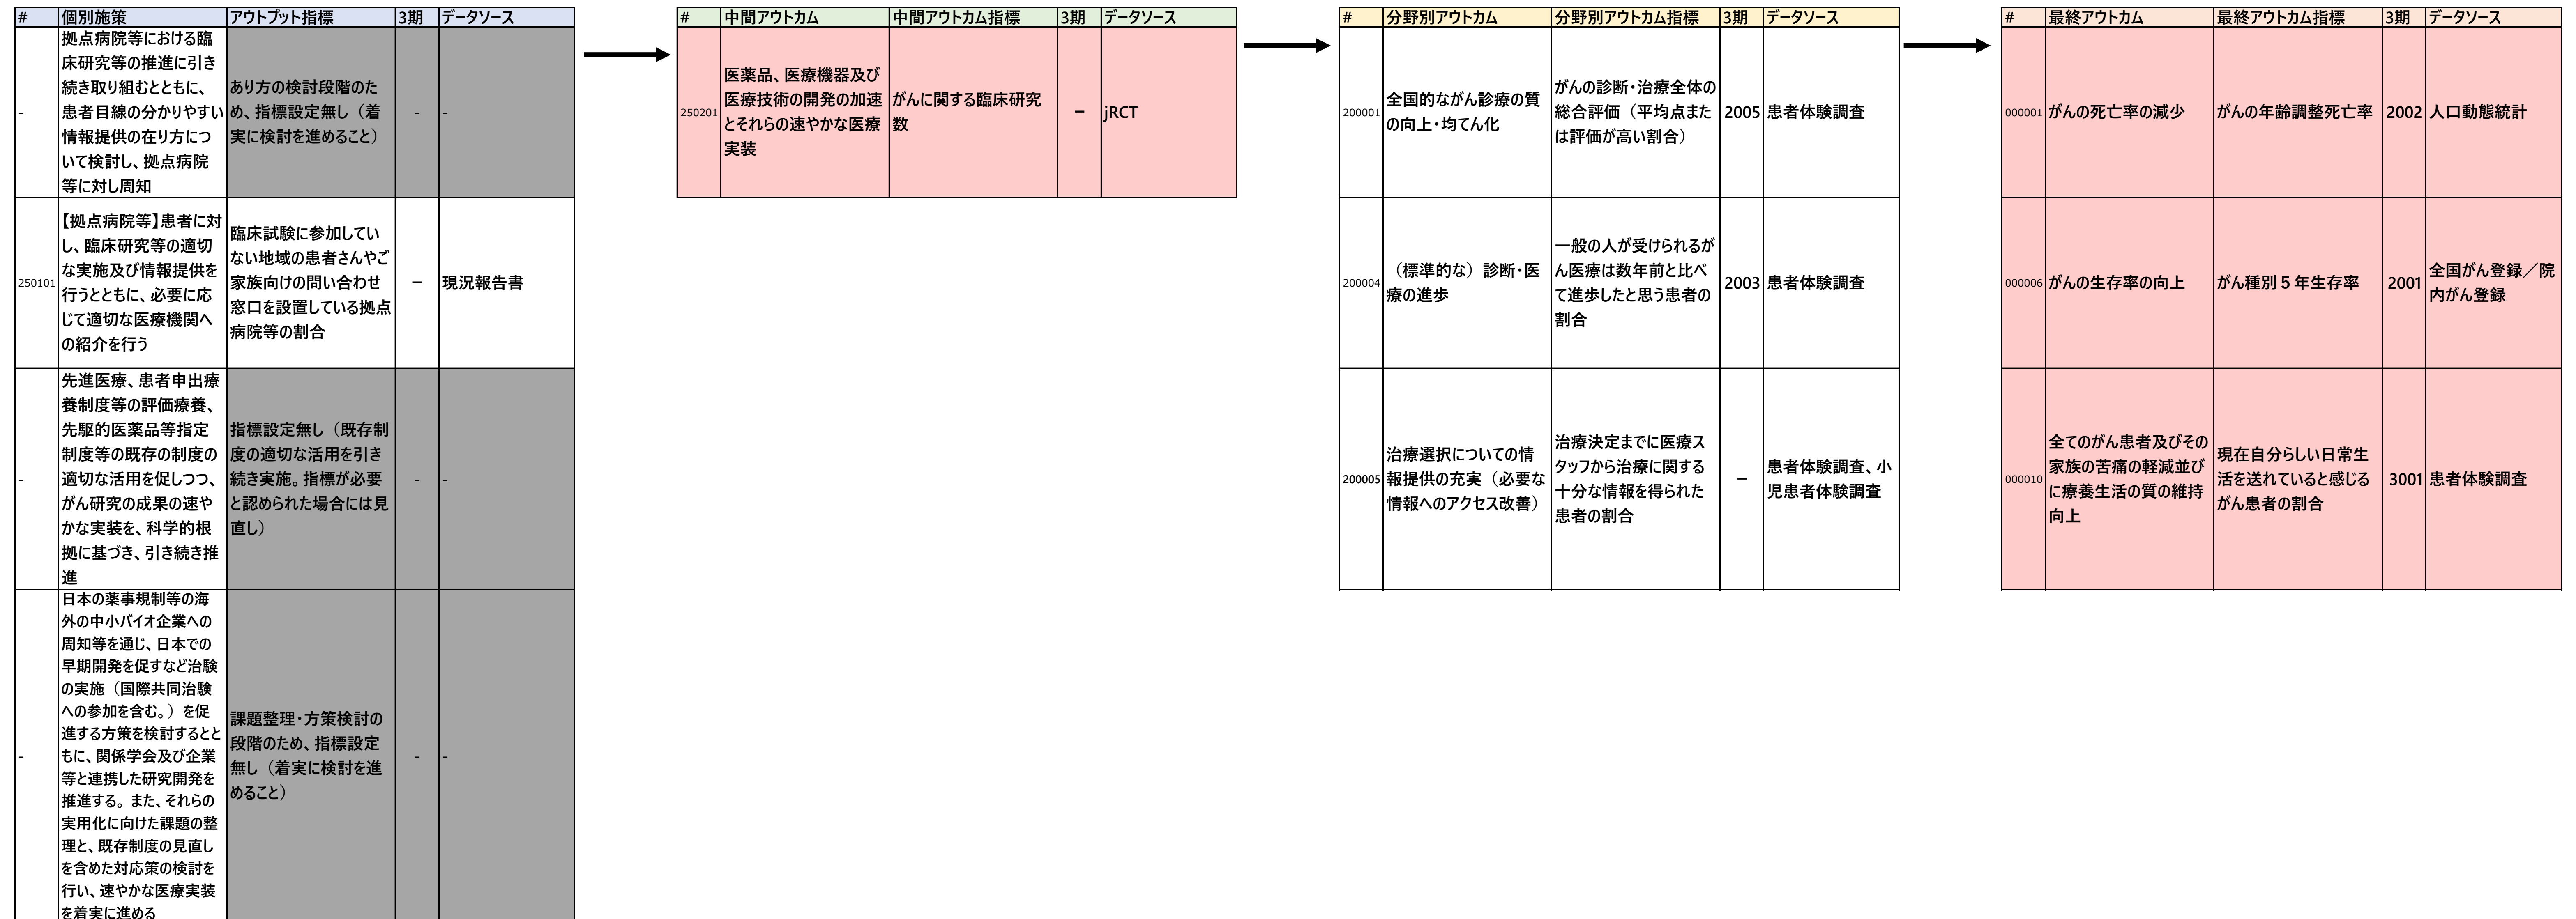 # 個別施策 アウトプット指標 3期 データソース
-
拠点病院等における臨
床研究等の推進に引き
続き取り組むとともに、
患者目線の分かりやすい
情報提供の在り方につ
いて検討し、拠点病院
等に対し周知
あり方の検討段階のた
め、指標設定無し（着
実に検討を進めること）
-
-
250101
【拠点病院等】患者に対
し、臨床研究等の適切
な実施及び情報提供を
行うとともに、必要に応
じて適切な医療機関へ
の紹介を行う
臨床試験に参加してい
ない地域の患者さんやご
家族向けの問い合わせ
窓口を設置している拠点
病院等の割合
－
現況報告書
-
先進医療、患者申出療
養制度等の評価療養、
先駆的医薬品等指定
制度等の既存の制度の
適切な活用を促しつつ、
がん研究の成果の速や
かな実装を、科学的根
拠に基づき、引き続き推
進
指標設定無し（既存制
度の適切な活用を引き
続き実施。指標が必要
と認められた場合には見
直し）
-
-
-
日本の薬事規制等の海
外の中小バイオ企業への
周知等を通じ、日本での
早期開発を促すなど治験
の実施（国際共同治験
への参加を含む。）を促
進する方策を検討するとと
もに、関係学会及び企業
等と連携した研究開発を
推進する。また、それらの
実用化に向けた課題の整
理と、既存制度の見直し
を含めた対応策の検討を
行い、速やかな医療実装
を着実に進める
課題整理・方策検討の
段階のため、指標設定
無し（着実に検討を進
めること）
-
-
# 中間アウトカム 中間アウトカム指標 3期 データソース
250201
医薬品、医療機器及び
医療技術の開発の加速
とそれらの速やかな医療
実装
がんに関する臨床研究
数
－
jRCT
# 分野別アウトカム 分野別アウトカム指標 3期 データソース
200001
全国的ながん診療の質
の向上・均てん化
がんの診断・治療全体の
総合評価（平均点また
は評価が高い割合）
2005
患者体験調査
200004
（標準的な）診断・医
療の進歩
一般の人が受けられるが
ん医療は数年前と比べ
て進歩したと思う患者の
割合
2003
患者体験調査
200005
治療選択についての情
報提供の充実（必要な
情報へのアクセス改善）
治療決定までに医療ス
タッフから治療に関する
十分な情報を得られた
患者の割合
－
患者体験調査、小
児患者体験調査
# 最終アウトカム 最終アウトカム指標 3期 データソース
000001
がんの死亡率の減少
がんの年齢調整死亡率
2002
人口動態統計
000006
がんの生存率の向上
がん種別５年生存率
2001
全国がん登録／院
内がん登録
000010
全てのがん患者及びその
家族の苦痛の軽減並び
に療養生活の質の維持
向上
現在自分らしい日常生
活を送れていると感じる
がん患者の割合
3001
患者体験調査